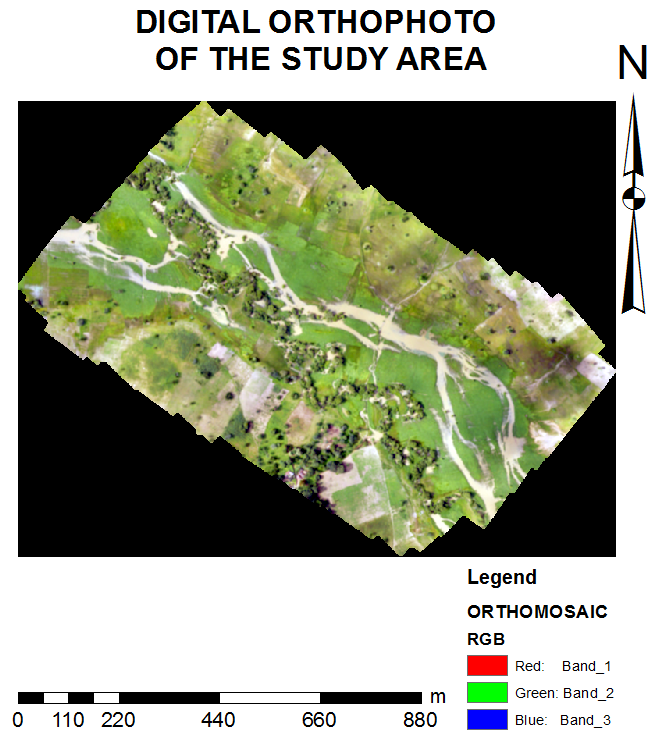 DIGITAL ORTHOPHOTO
OF THE STUDY AREA
N
Legend
ORTHOMOSAIC
RGB
Red: Band_1
Green: Band_2
Blue: Band_3
m
0 110 220 440 660 880